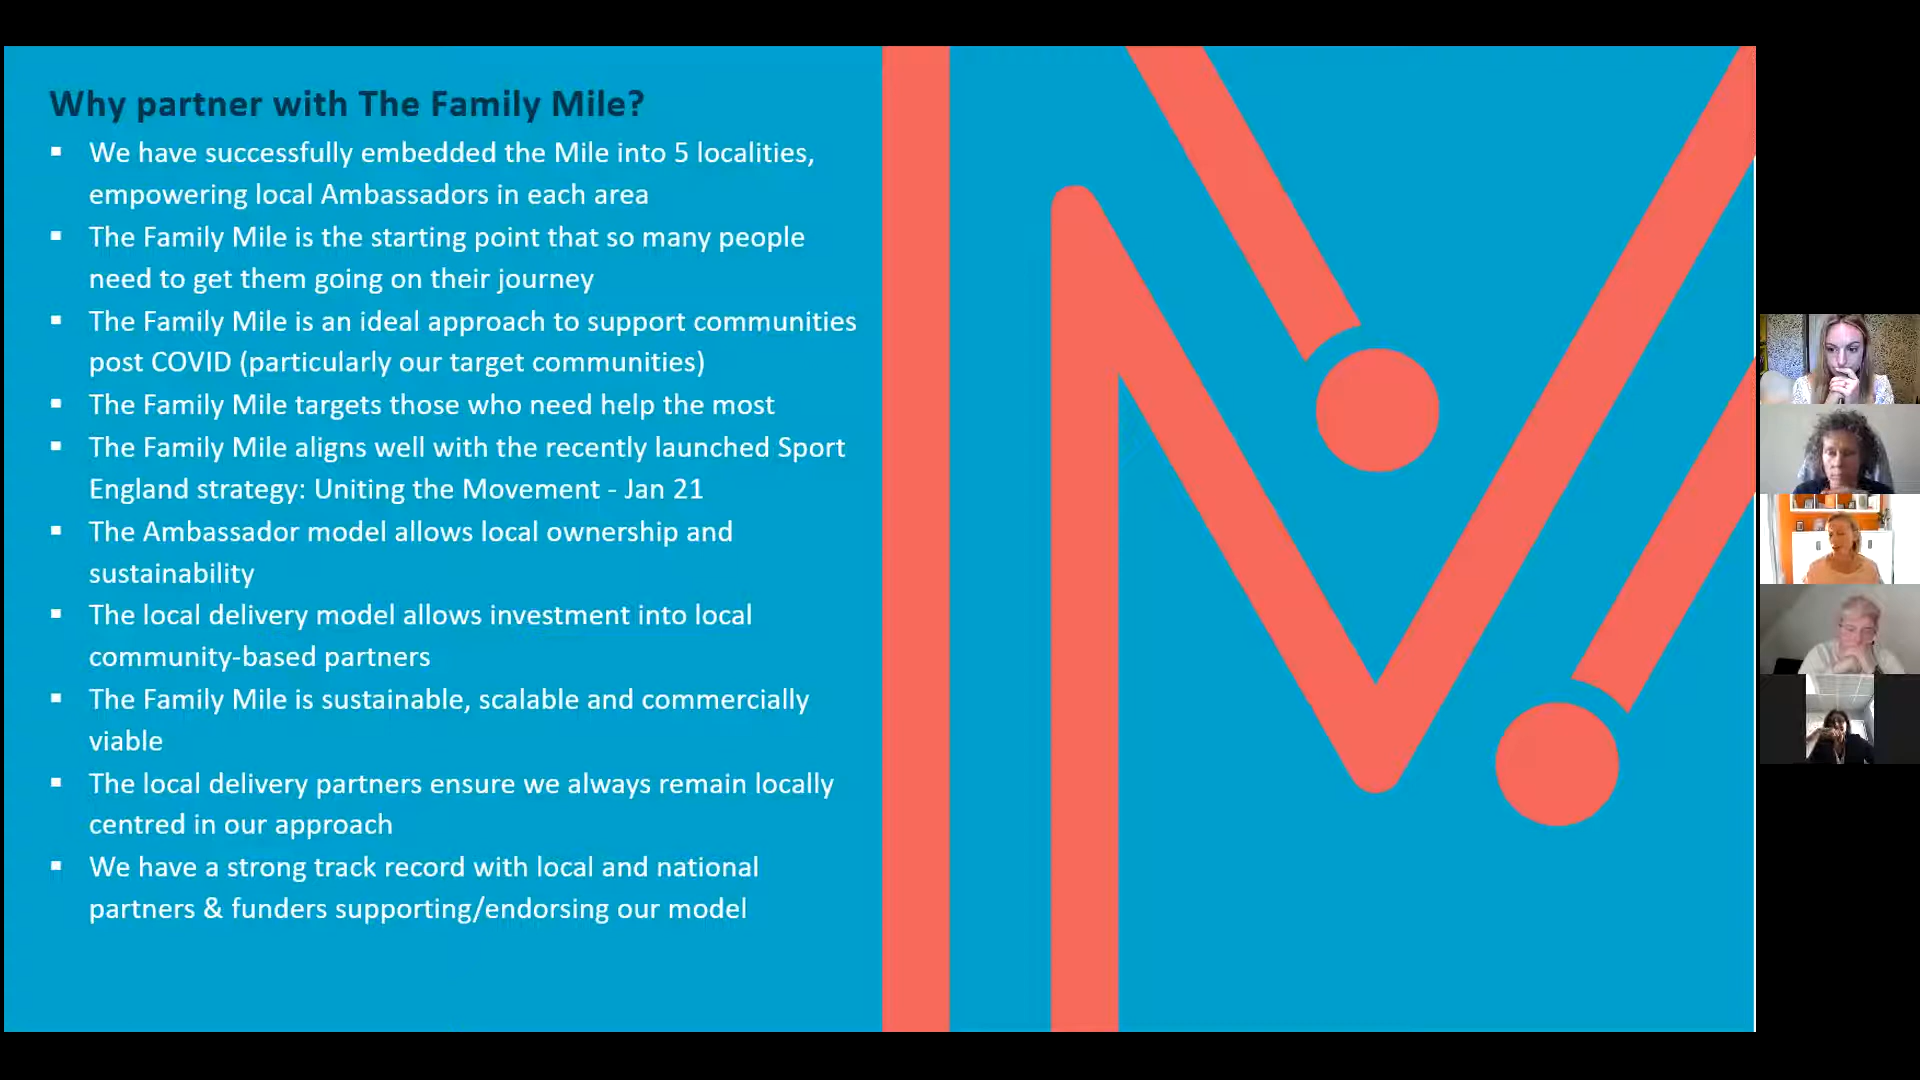 Why partner with The Family Mile?
▪ We have successfully embedded the Mile into 5 localities,
empowering local Ambassadors in each area
▪ The Family Mile is the starting point that so many people
need to get them going on their journey
▪ The Family Mile is an ideal approach to support communities
post COVID (particularly our target communities)
▪ The Family Mile targets those who need help the most
▪ The Family Mile aligns well with the recently launched Sport
England strategy: Uniting the Movement - Jan 21
▪ The Ambassador model allows local ownership and
sustainability
▪ The local delivery model allows investment into local
community-based partners
▪ The Family Mile is sustainable, scalable and commercially
viable
▪ The local delivery partners ensure we always remain locally
centred in our approach
▪ We have a strong track record with local and national
partners & funders supporting/endorsing our model